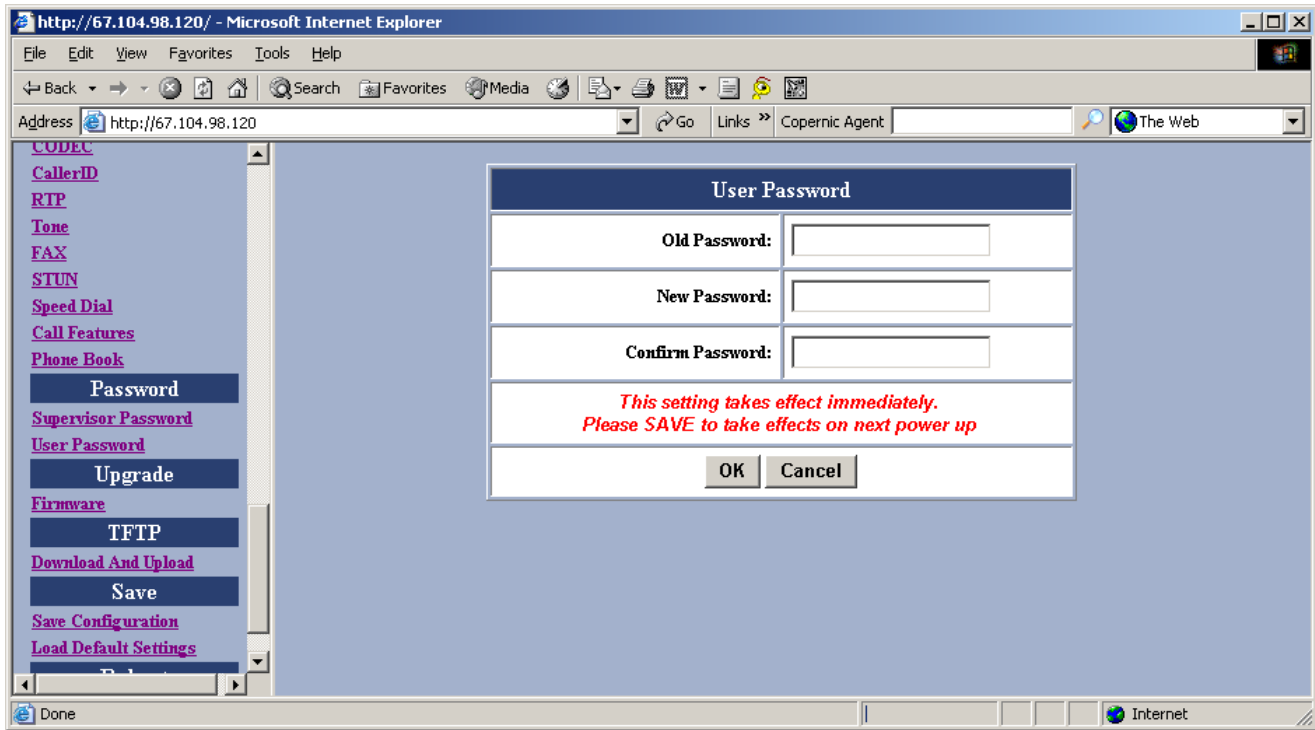 http://67.104.98.120/ - Microsoft Internet Explorer
File Edit View Favorites Tools Help
Back Search Favorites Media
Address http://67.104.98.120 Go Links » Copernic Agent The Web
CODEC
CallerID
RTP
Tone
FAX
STUN
Speed Dial
Call Features
Phone Book
Password
Supervisor Password
User Password
Upgrade
Firmware
TFTP
Download And Upload
Save
Save Configuration
Load Default Settings
User Password
Old Password:
New Password:
Confirm Password:
This setting takes effect immediately.
Please SAVE to take effects on next power up
OK Cancel
Done Internet